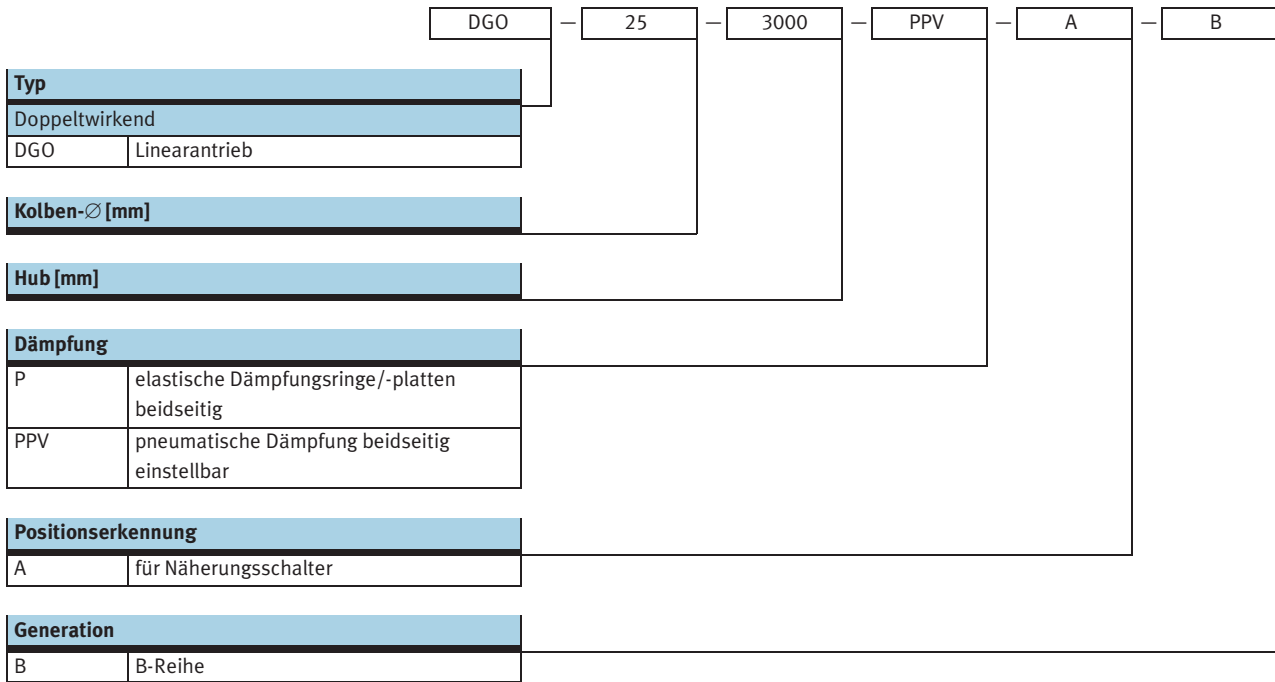 DGO — 25 — 3000 — PPV — A — B
Typ
Doppeltwirkend
DGO Linearantrieb
Kolben-∅ [mm]
Hub [mm]
Dämpfung
P elastische Dämpfungsringe/-platten
beidseitig
PPV pneumatische Dämpfung beidseitig
einstellbar
Positionserkennung
A für Näherungsschalter
Generation
B B-Reihe